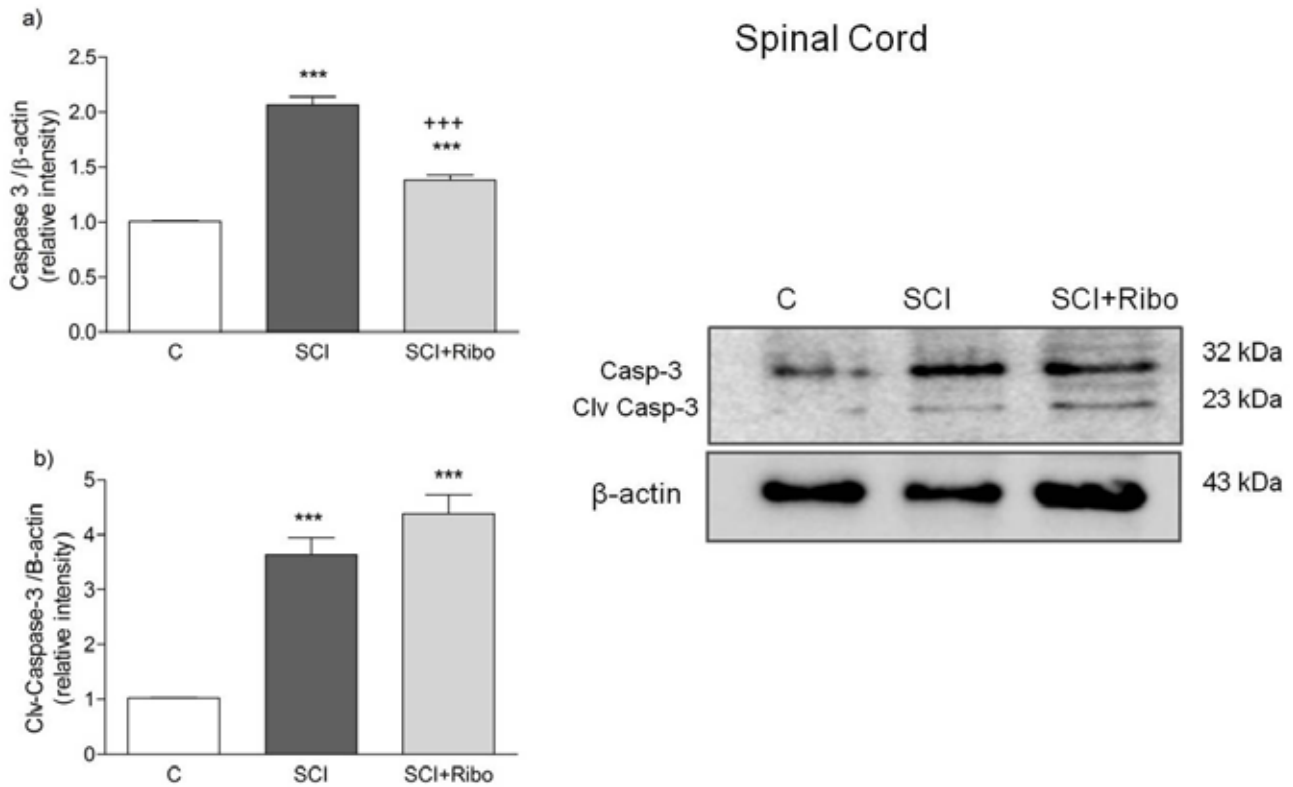 a)
Spinal Cord
Caspase 3 /β-actin
(relative intensity)
2.5
2.0
1.5
1.0
0.5
0.0
***
+++
***
C SCI SCI+Ribo
C SCI SCI+Ribo
Casp-3
Clv Casp-3
β-actin
32 kDa
23 kDa
43 kDa
b)
Clv-Caspase-3 /B-actin
(relative intensity)
5
4
3
2
1
0
***
***
C SCI SCI+Ribo